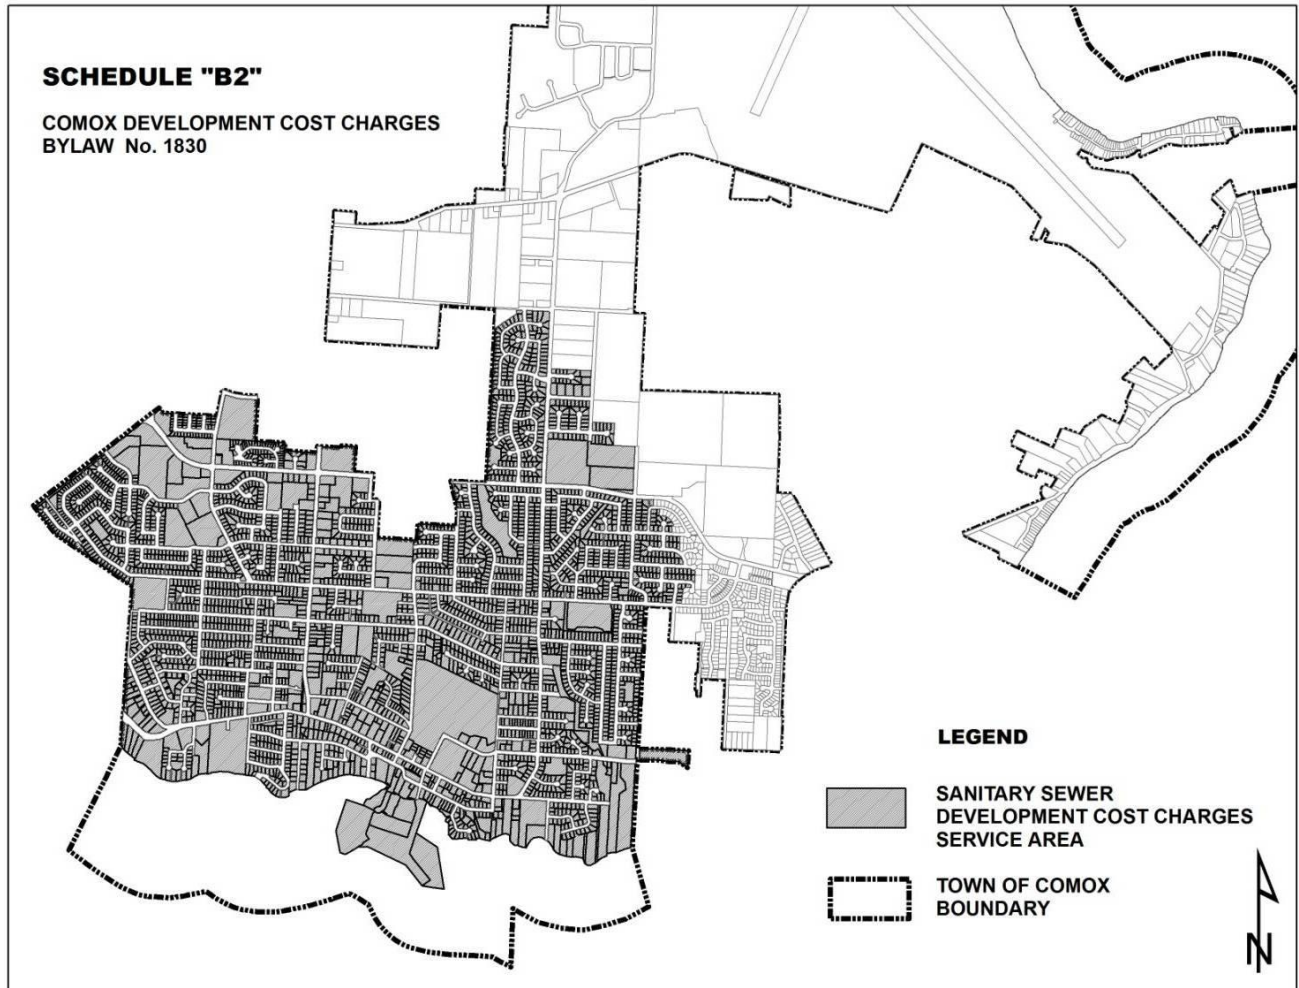 SCHEDULE "B2"
COMOX DEVELOPMENT COST CHARGES
BYLAW No. 1830
LEGEND
SANITARY SEWER
DEVELOPMENT COST CHARGES
SERVICE AREA
TOWN OF COMOX
BOUNDARY
N